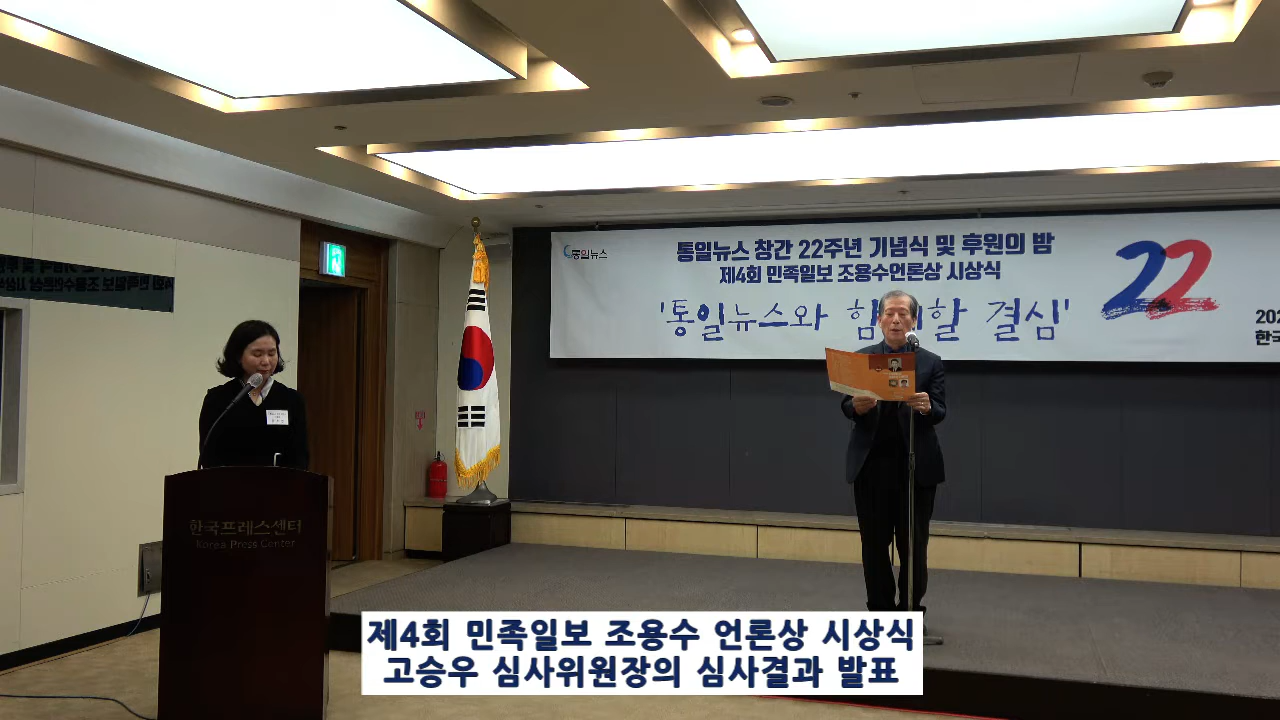 통일뉴스
통일뉴스 창간 22주년 기념식 및 후원의 밤
제4회 민족일보 조용수언론상 시상식
'통일뉴스와 함 할 결심'
22
한국프레스센터
Korea Press Center
제4회 민족일보 조용수 언론상 시상식
고승우 심사위원장의 심사결과 발표